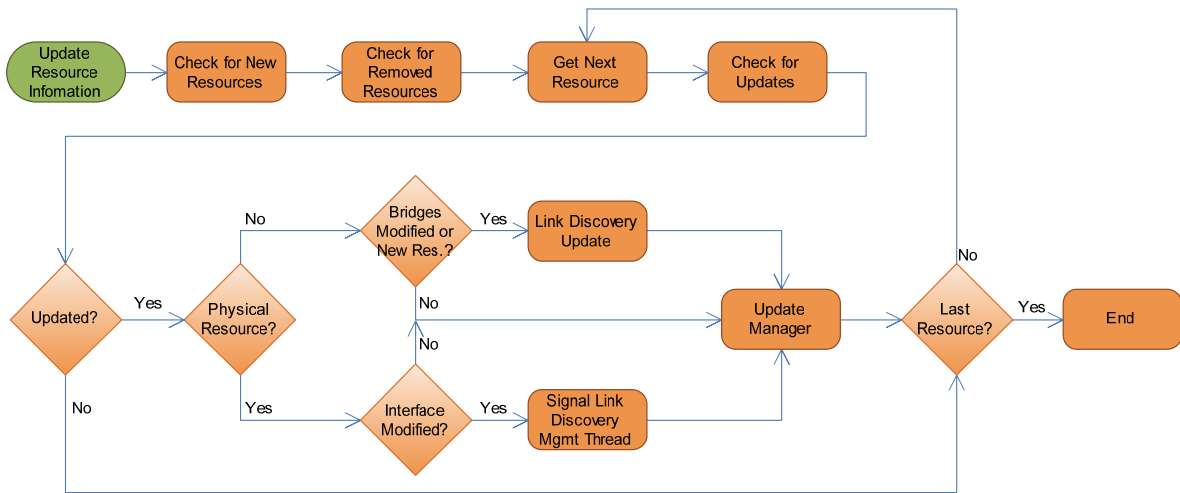 Update
Resource
Infomation
Check for New
Resources
Check for
Removed
Resources
Get Next
Resource
Check for
Updates
Updated?
Yes
No
Physical
Resource?
No
Yes
Bridges
Modified or
New Res.?
Yes
No
Link Discovery
Update
Interface
Modified?
No
Yes
Signal Link
Discovery
Mgmt Thread
Update
Manager
Last
Resource?
No
Yes
End